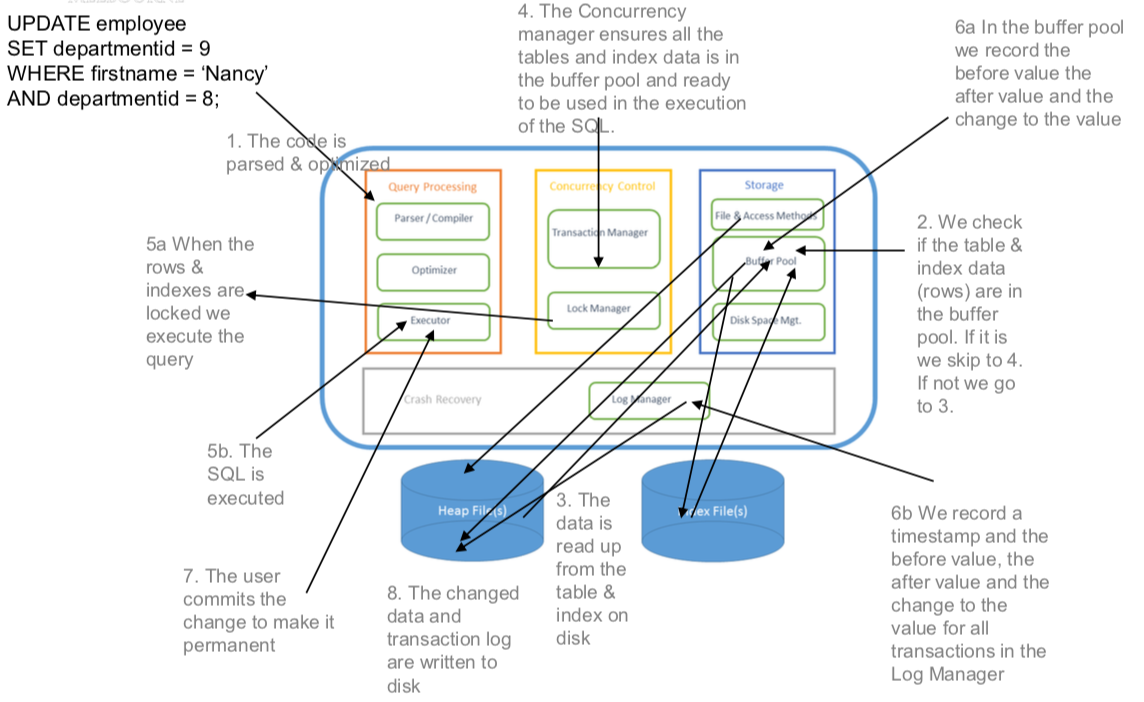 UPDATE employee
SET departmentid = 9
WHERE firstname = ‘Nancy’
AND departmentid = 8;
1. The code is
parsed & optimized
4. The Concurrency
manager ensures all the
tables and index data is in
the buffer pool and ready
to be used in the execution
of the SQL.
6a In the buffer pool
we record the
before value the
after value and the
change to the value
Query Processing
Parser / Compiler
Optimizer
Executor
Concurrency Control
Transaction Manager
Lock Manager
Storage
File & Access Methods
Buffer Pool
Disk Space Mgt.
Crash Recovery
Log Manager
2. We check
if the table &
index data
(rows) are in
the buffer
pool. If it is
we skip to 4.
If not we go
to 3.
5a When the
rows &
indexes are
locked we
execute the
query
5b. The
SQL is
executed
Heap File(s)
Index File(s)
3. The
data is
read up
from the
table &
index on
disk
6b We record a
timestamp and the
before value, the
after value and the
change to the
value for all
transactions in the
Log Manager
7. The user
commits the
change to make it
permanent
8. The changed
data and
transaction log
are written to
disk